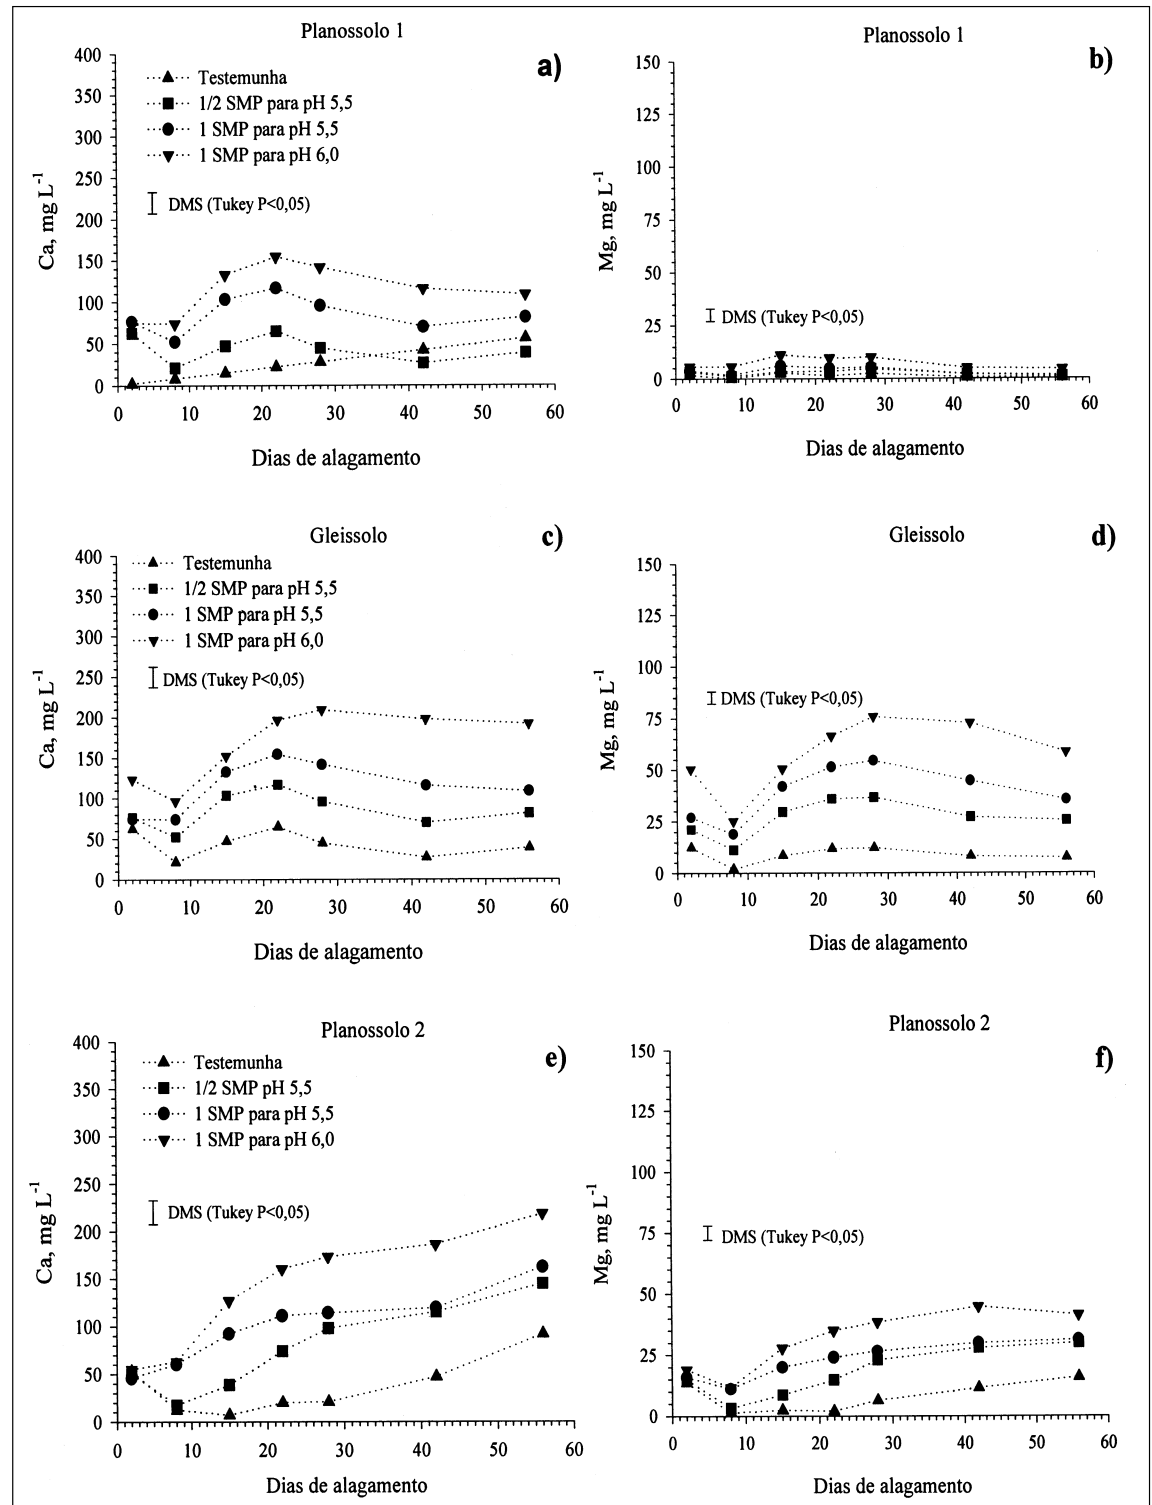 Planossolo 1
a)
400
350
300
250
200
150
100
50
0
Ca, mg L-1
Testemunha
1/2 SMP para pH 5,5
1 SMP para pH 5,5
1 SMP para pH 6,0
DMS (Tukey P<0,05)
0 10 20 30 40 50 60
Dias de alagamento
Planossolo 1
b)
150
125
100
75
50
25
0
Mg, mg L-1
DMS (Tukey P<0,05)
0 10 20 30 40 50 60
Dias de alagamento
Gleissolo
c)
400
350
300
250
200
150
100
50
0
Ca, mg L-1
Testemunha
1/2 SMP para pH 5,5
1 SMP para pH 5,5
1 SMP para pH 6,0
DMS (Tukey P<0,05)
0 10 20 30 40 50 60
Dias de alagamento
Gleissolo
d)
150
125
100
75
50
25
0
Mg, mg L-1
DMS (Tukey P<0,05)
0 10 20 30 40 50 60
Dias de alagamento
Planossolo 2
e)
400
350
300
250
200
150
100
50
0
Ca, mg L-1
Testemunha
1/2 SMP pH 5,5
1 SMP para pH 5,5
1 SMP para pH 6,0
DMS (Tukey P<0,05)
0 10 20 30 40 50 60
Dias de alagamento
Planossolo 2
f)
150
125
100
75
50
25
0
Mg, mg L-1
DMS (Tukey P<0,05)
0 10 20 30 40 50 60
Dias de alagamento